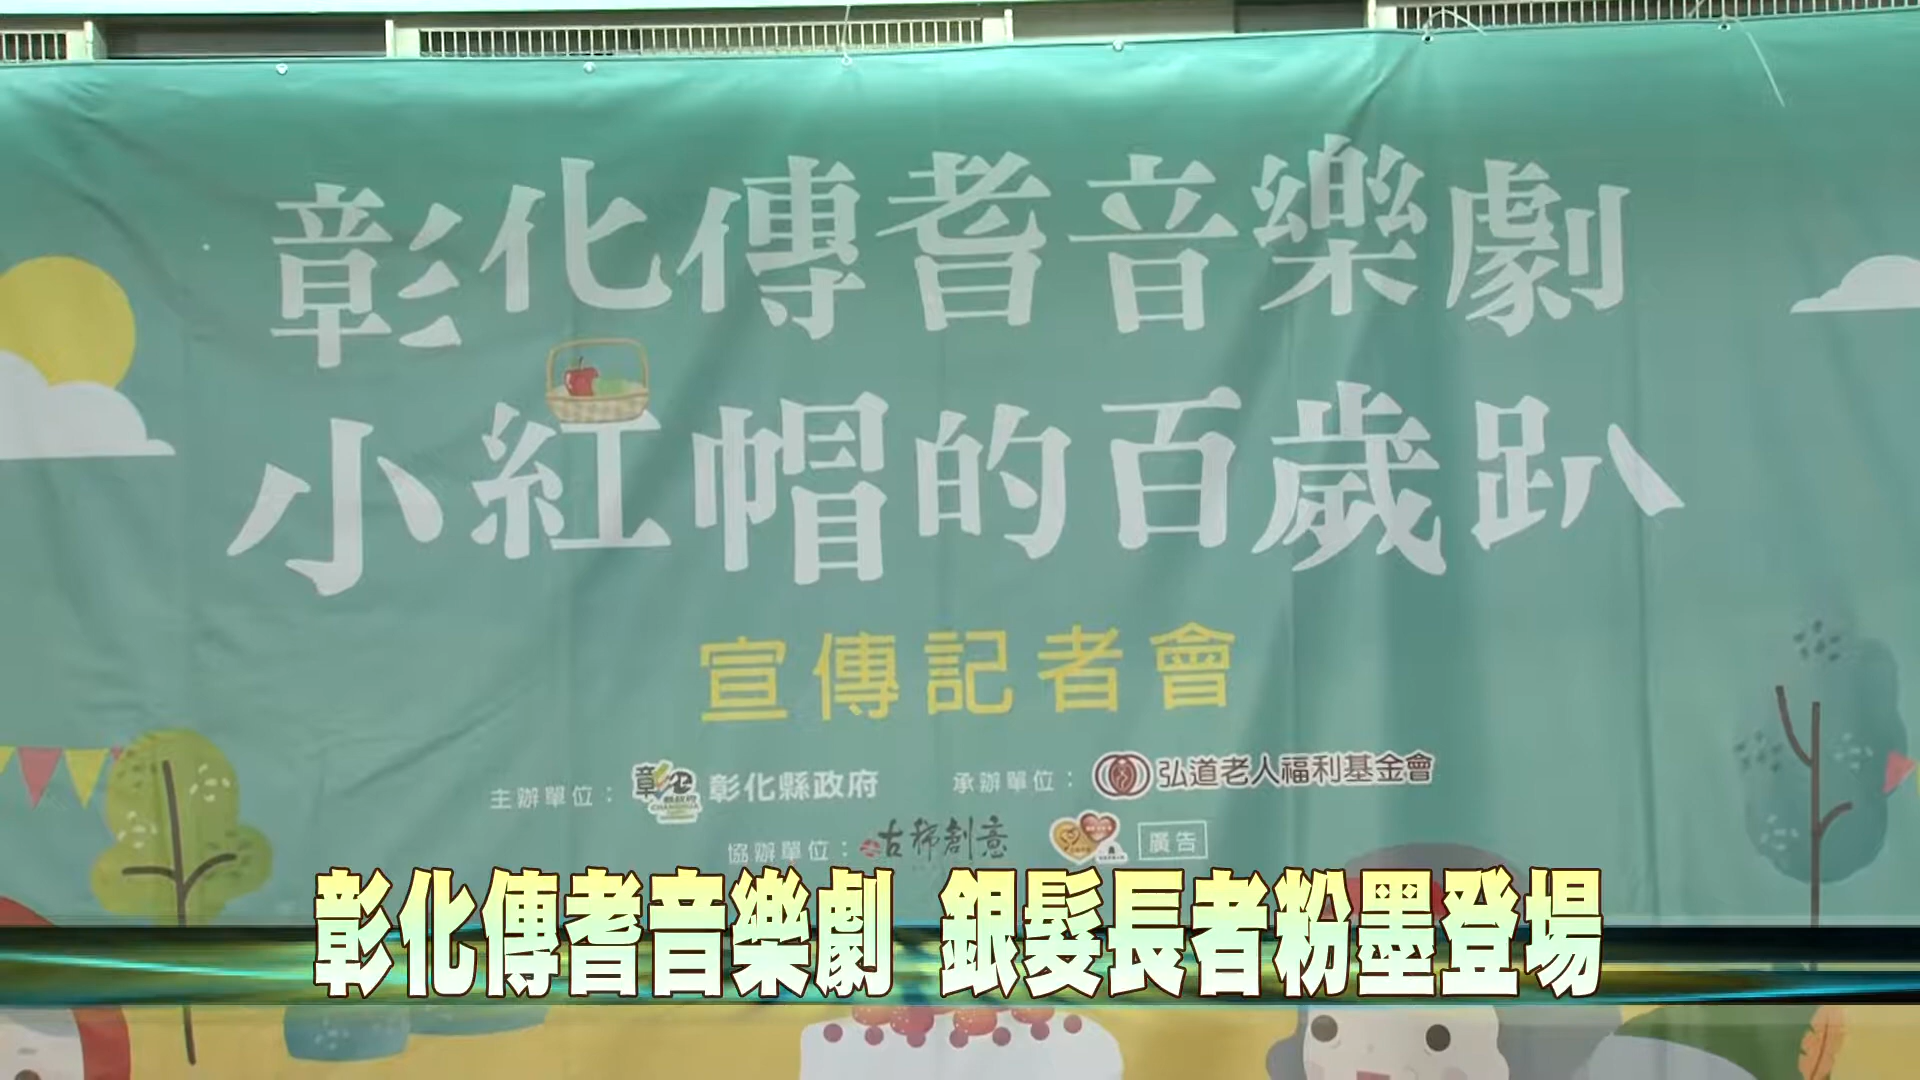 彰化傳耆音樂劇
小紅帽的百歲趴
宣傳記者會
主辦單位：彰化縣政府 承辦單位：弘道老人福利基金會
協辦單位：古稀創意 廣告
彰化傳耆音樂劇 銀髮長者粉墨登場